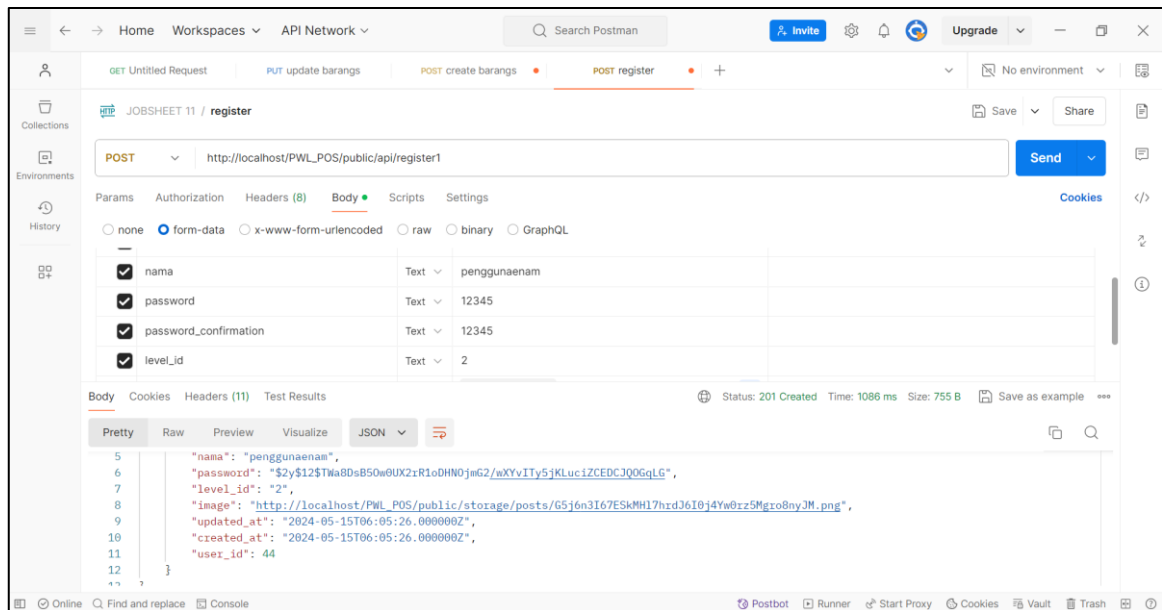 Home Workspaces API Network Search Postman Invite Upgrade
GET Untitled Request PUT update barangs POST create barangs POST register No environment
HTTP JOBSHEET 11 / register Save Share
Collections
POST http://localhost/PWL_POS/public/api/register1 Send
Environments
Params Authorization Headers (8) Body Scripts Settings Cookies
History
none form-data x-www-form-urlencoded raw binary GraphQL
nama Text penggunaenam
password Text 12345
password_confirmation Text 12345
level_id Text 2
Body Cookies Headers (11) Test Results Status: 201 Created Time: 1086 ms Size: 755 B Save as example
Pretty Raw Preview Visualize JSON
5 "nama": "penggunaenam",
6 "password": "$2y$12$TWa8DsB5Ow0UX2rR1oDHNOjmG2/wXYvITy5jKLuciZCEDCJQOGqLG",
7 "level_id": "2",
8 "image": "http://localhost/PWL_POS/public/storage/posts/G5j6n3I67ESkMHl7hrdJ6I0j4Yw0rz5Mgro8nyJM.png",
9 "updated_at": "2024-05-15T06:05:26.000000Z",
10 "created_at": "2024-05-15T06:05:26.000000Z",
11 "user_id": 44
12 }
Online Find and replace Console Postbot Runner Start Proxy Cookies Vault Trash